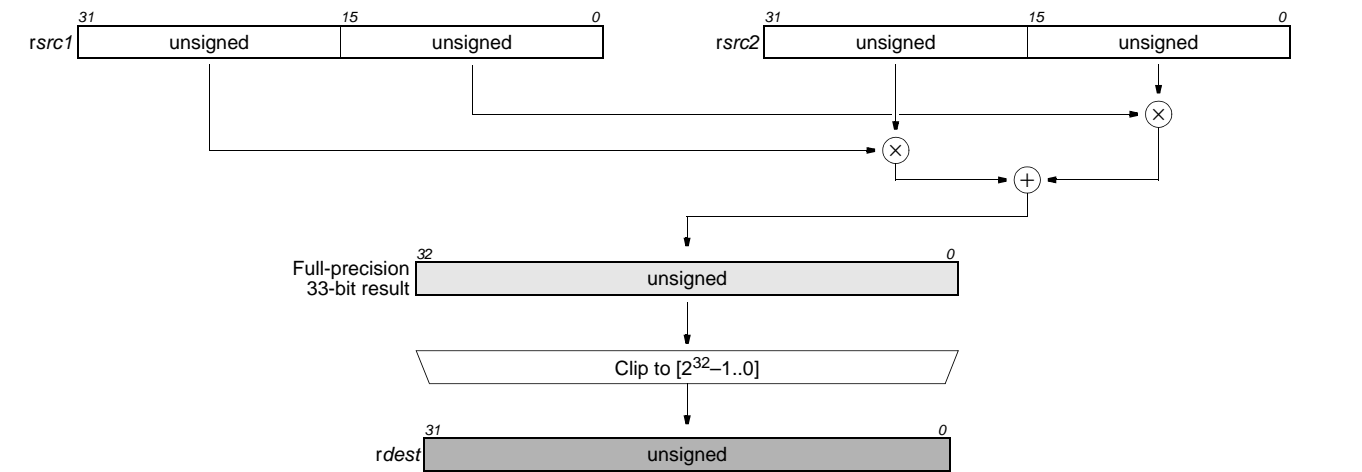 31 15 0 31 15 0
rsrc1 unsigned unsigned rsrc2 unsigned unsigned
× 
×
+
32 0
Full-precision
33-bit result
unsigned
Clip to [2³²–1..0]
31 0
rdest unsigned